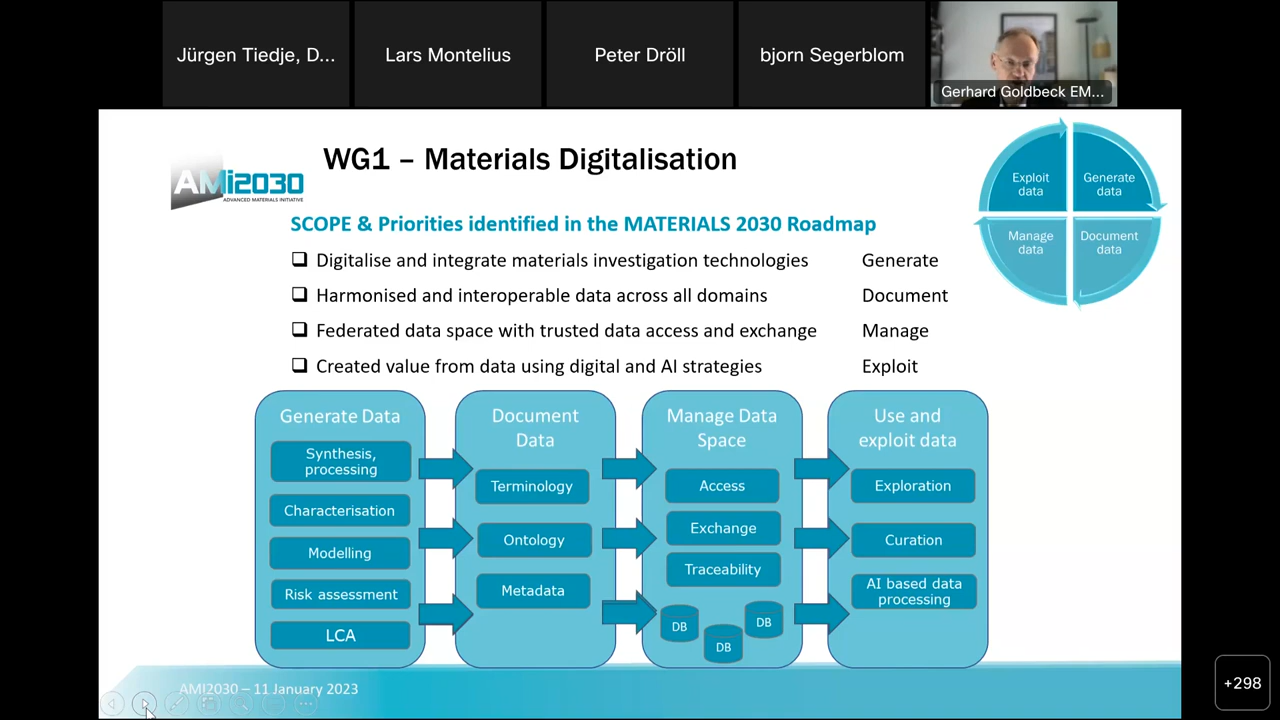 Jürgen Tiedje, D...
Lars Montelius
Peter Dröll
bjorn Segerblom
Gerhard Goldbeck EM...
AMi2030
ADVANCED MATERIALS INITIATIVE
WG1 – Materials Digitalisation
Exploit
data
Generate
data
Manage
data
Document
data
SCOPE & Priorities identified in the MATERIALS 2030 Roadmap
Digitalise and integrate materials investigation technologies Generate
Harmonised and interoperable data across all domains Document
Federated data space with trusted data access and exchange Manage
Created value from data using digital and AI strategies Exploit
Generate Data
Synthesis,
processing
Characterisation
Modelling
Risk assessment
LCA
Document
Data
Terminology
Ontology
Metadata
Manage Data
Space
Access
Exchange
Traceability
DB
DB
DB
Use and
exploit data
Exploration
Curation
AI based data
processing
AMI2030 – 11 January 2023
+298